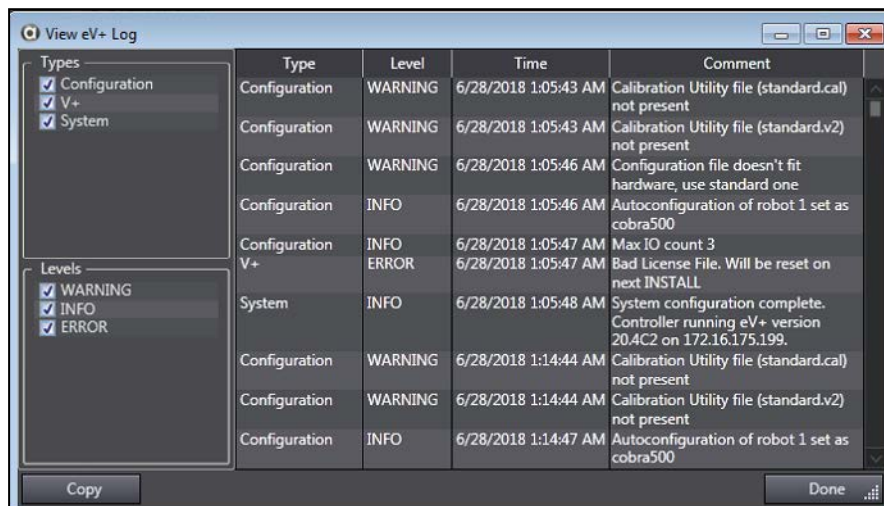 View eV+ Log
Types
Configuration
V+
System
Levels
WARNING
INFO
ERROR
Type Level Time Comment
Configuration WARNING 6/28/2018 1:05:43 AM Calibration Utility file (standard.cal)
not present
Configuration WARNING 6/28/2018 1:05:43 AM Calibration Utility file (standard.v2)
not present
Configuration WARNING 6/28/2018 1:05:46 AM Configuration file doesn't fit
hardware, use standard one
Configuration INFO 6/28/2018 1:05:46 AM Autoconfiguration of robot 1 set as
cobra500
Configuration INFO 6/28/2018 1:05:47 AM Max IO count 3
V+ ERROR 6/28/2018 1:05:47 AM Bad License File. Will be reset on
next INSTALL
System INFO 6/28/2018 1:05:48 AM System configuration complete.
Controller running eV+ version
20.4C2 on 172.16.175.199.
Configuration WARNING 6/28/2018 1:14:44 AM Calibration Utility file (standard.cal)
not present
Configuration WARNING 6/28/2018 1:14:44 AM Calibration Utility file (standard.v2)
not present
Configuration INFO 6/28/2018 1:14:47 AM Autoconfiguration of robot 1 set as
cobra500
Copy
Done